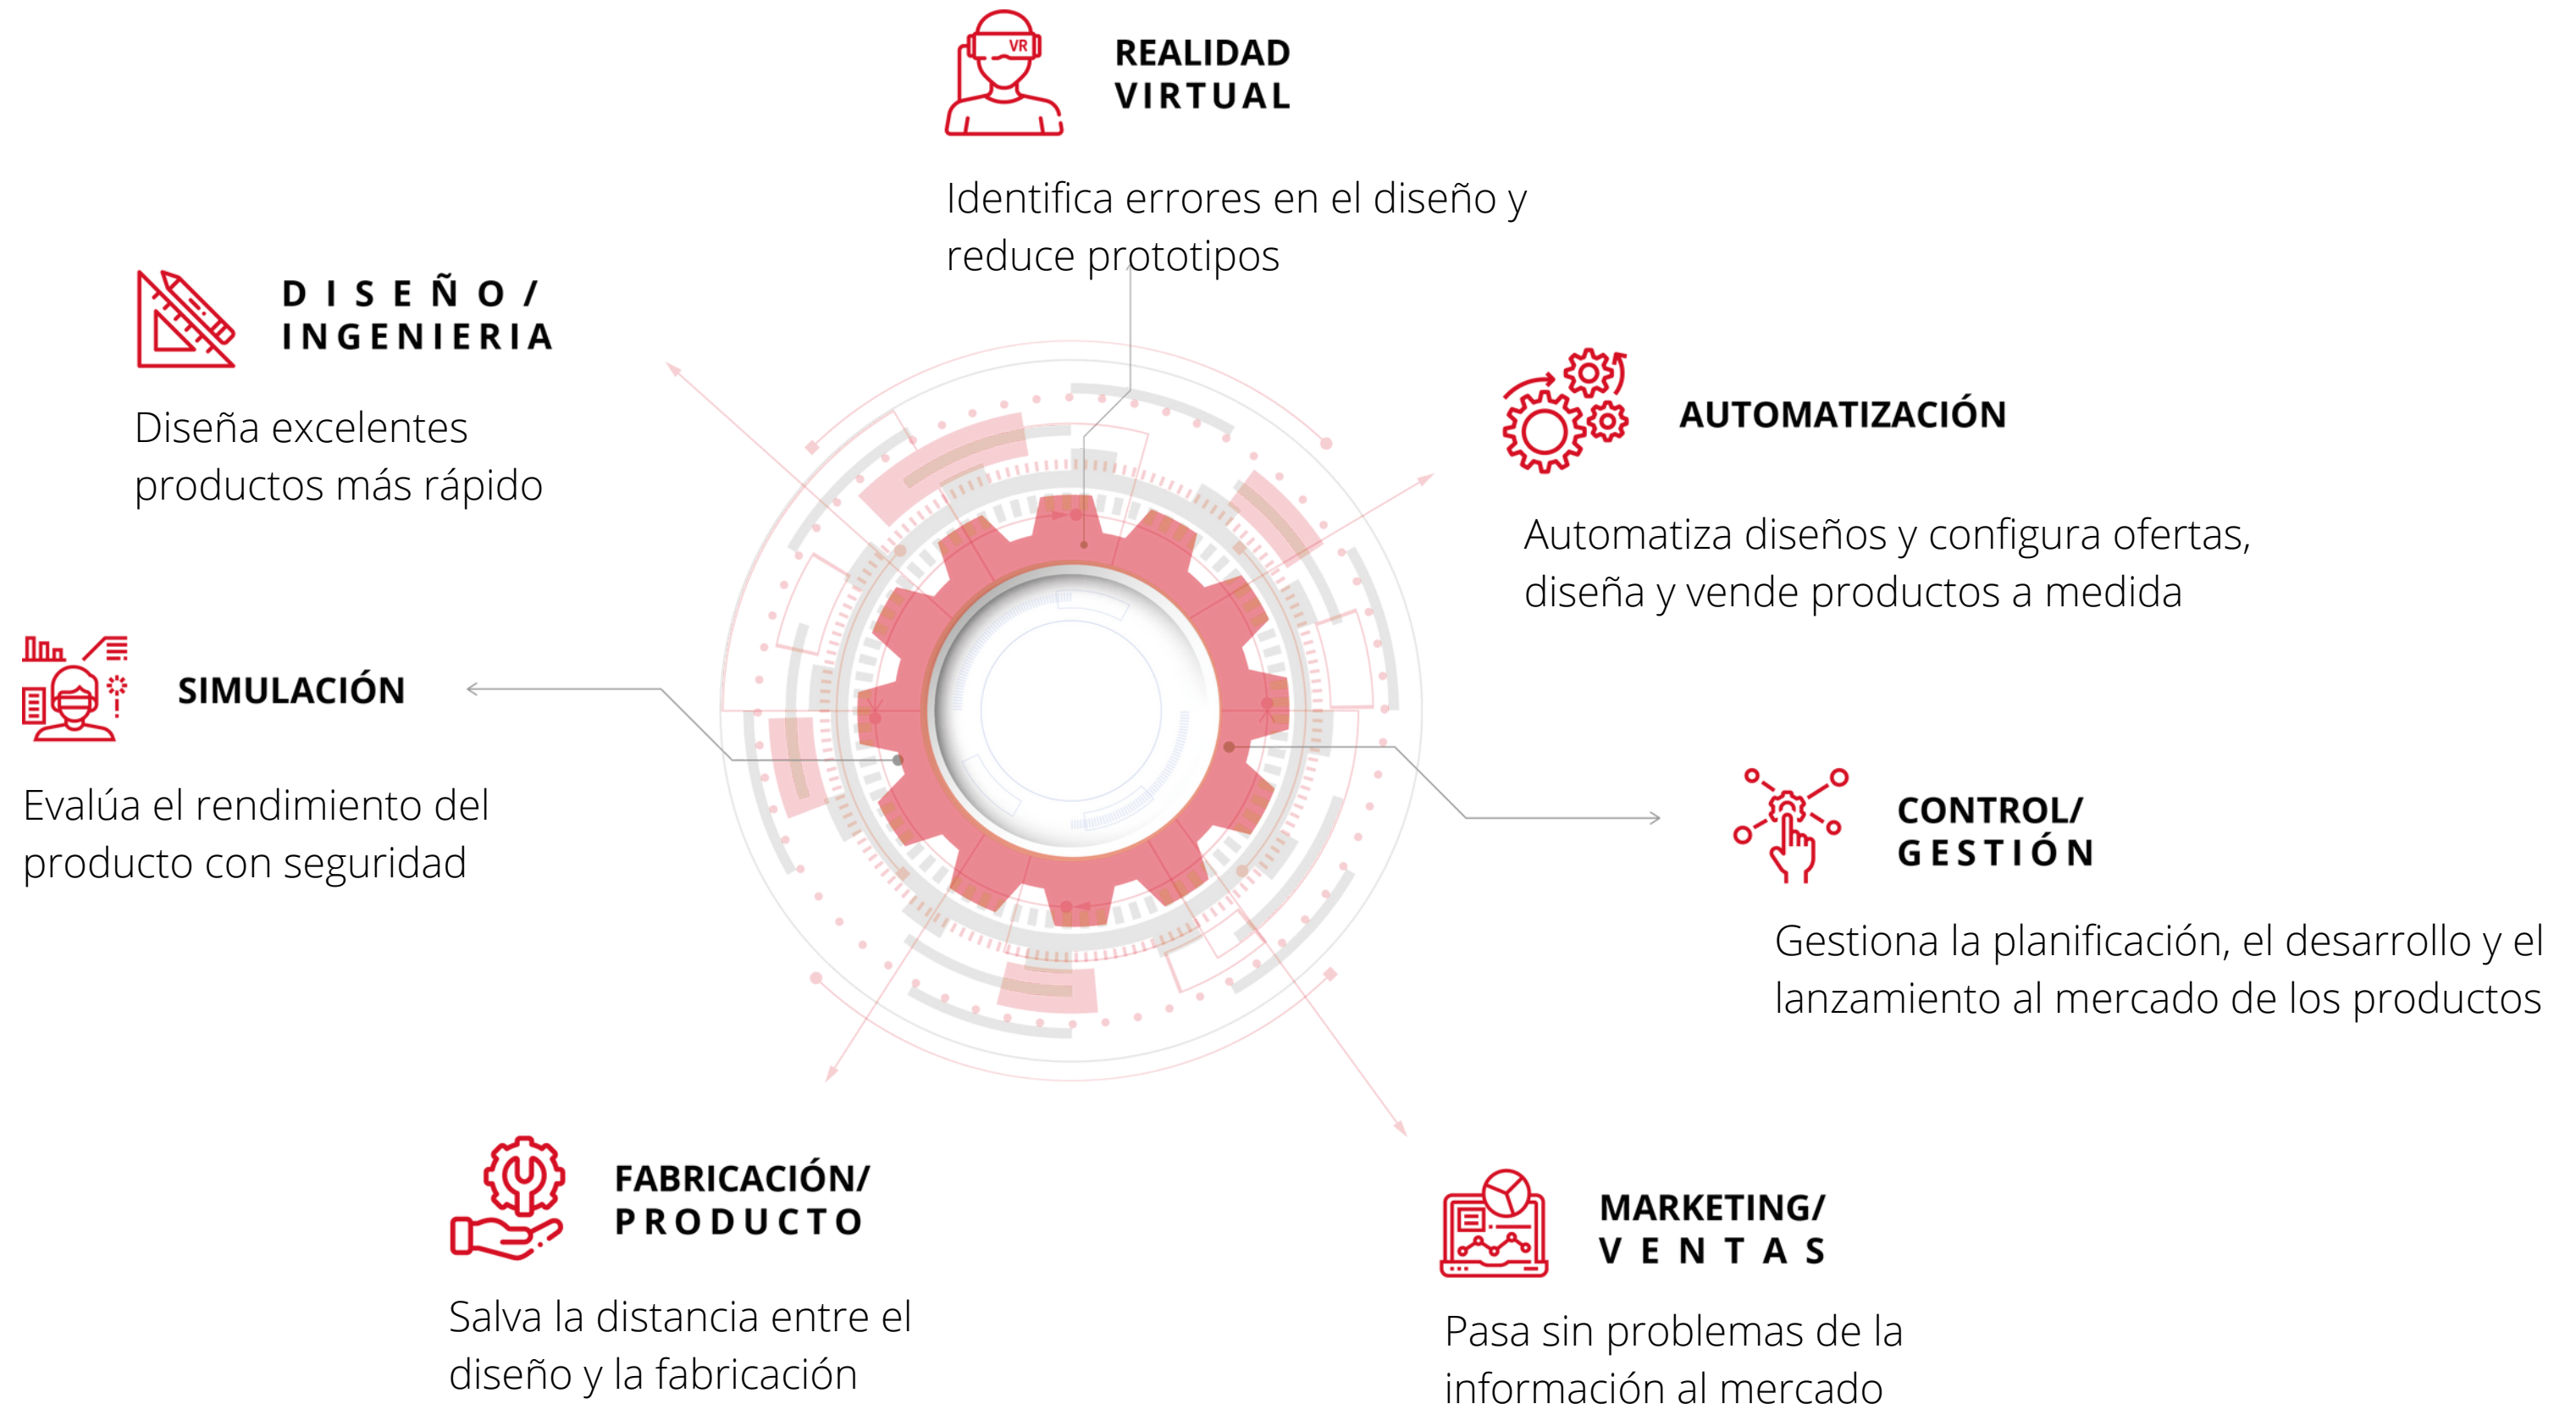 VR
REALIDAD
VIRTUAL
Identifica errores en el diseño y
reduce prototipos
DISEÑO/
INGENIERIA
Diseña excelentes
productos más rápido
AUTOMATIZACIÓN
Automatiza diseños y configura ofertas,
diseña y vende productos a medida
SIMULACIÓN
Evalúa el rendimiento del
producto con seguridad
CONTROL/
GESTIÓN
Gestiona la planificación, el desarrollo y el
lanzamiento al mercado de los productos
FABRICACIÓN/
PRODUCTO
Salva la distancia entre el
diseño y la fabricación
MARKETING/
VENTAS
Pasa sin problemas de la
información al mercado